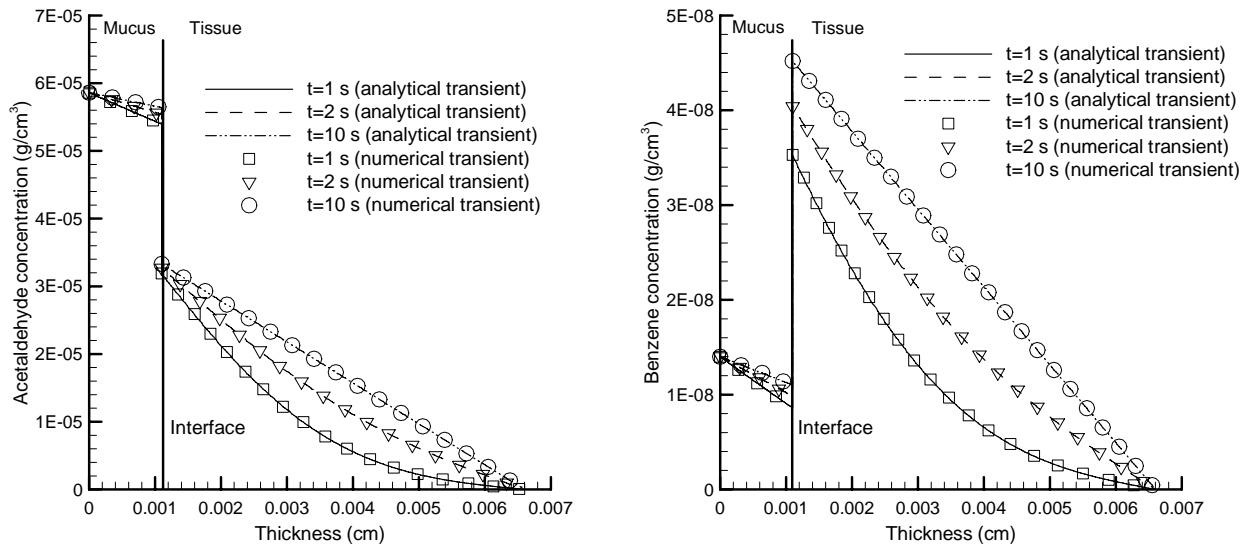 7E-05
6E-05
5E-05
4E-05
3E-05
2E-05
1E-05
0
Acetaldehyde concentration (g/cm³)
Mucus
Tissue
t=1 s (analytical transient)
t=2 s (analytical transient)
t=10 s (analytical transient)
t=1 s (numerical transient)
t=2 s (numerical transient)
t=10 s (numerical transient)
Interface
0 0.001 0.002 0.003 0.004 0.005 0.006 0.007
Thickness (cm)
5E-08
4E-08
3E-08
2E-08
1E-08
0
Benzene concentration (g/cm³)
Mucus
Tissue
t=1 s (analytical transient)
t=2 s (analytical transient)
t=10 s (analytical transient)
t=1 s (numerical transient)
t=2 s (numerical transient)
t=10 s (numerical transient)
Interface
0 0.001 0.002 0.003 0.004 0.005 0.006 0.007
Thickness (cm)